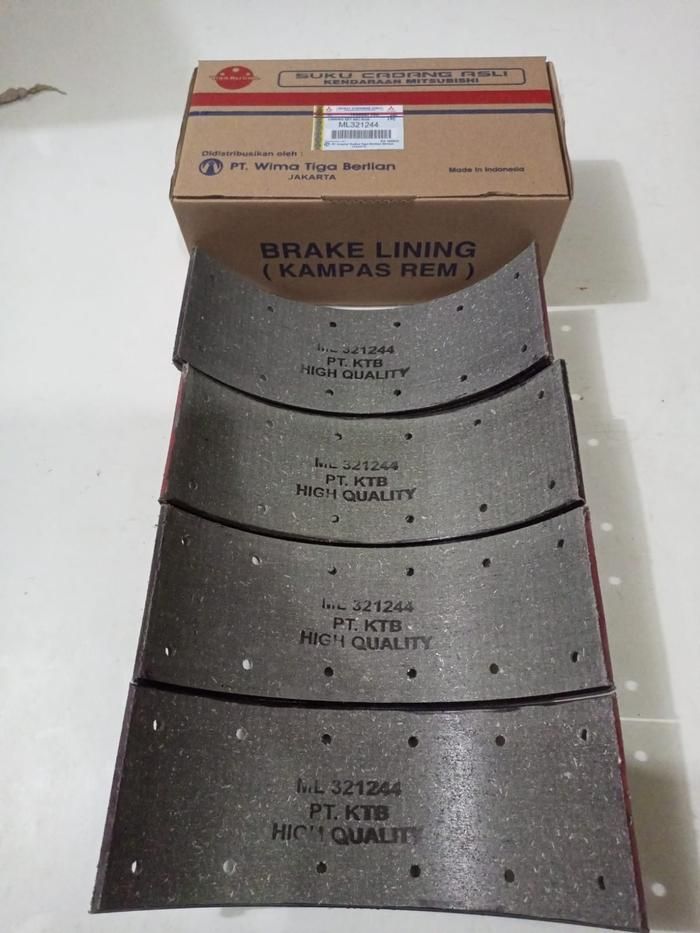 SUKU CADANG ASLI
KENDARAAN MITSUBISHI
ML321244
Didistribusikan oleh :
PT. Wima Tiga Berlian
JAKARTA
Made In Indonesia
BRAKE LINING
( KAMPAS REM )
ML 321244
PT. KTB
HIGH QUALITY
ML 321244
PT. KTB
HIGH QUALITY
ML 321244
PT. KTB
HIGH QUALITY
ML 321244
PT. KTB
HIGH QUALITY